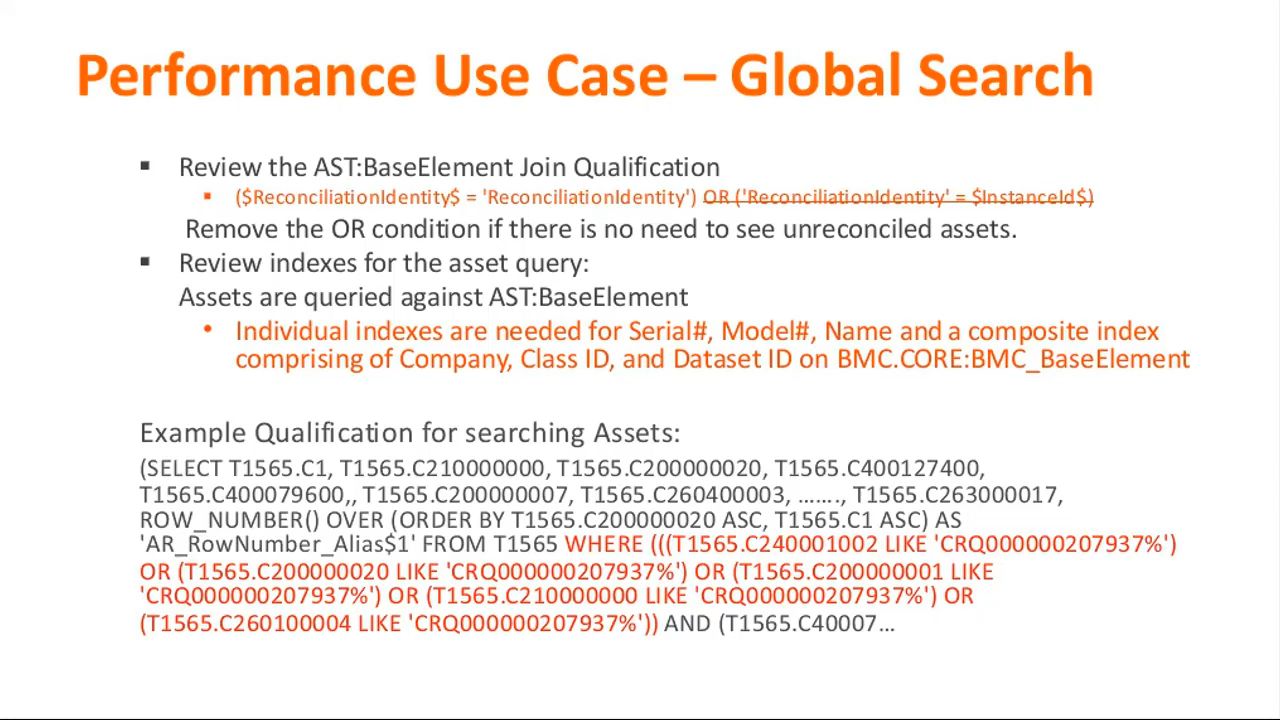 Performance Use Case – Global Search
▪ Review the AST:BaseElement Join Qualification
▪ ($ReconciliationIdentity$ = 'ReconciliationIdentity') OR ('ReconciliationIdentity' = $InstanceId$)
Remove the OR condition if there is no need to see unreconciled assets.
▪ Review indexes for the asset query:
Assets are queried against AST:BaseElement
• Individual indexes are needed for Serial#, Model#, Name and a composite index
comprising of Company, Class ID, and Dataset ID on BMC.CORE:BMC_BaseElement
Example Qualification for searching Assets:
(SELECT T1565.C1, T1565.C210000000, T1565.C200000020, T1565.C400127400,
T1565.C400079600,, T1565.C200000007, T1565.C260400003, ……., T1565.C263000017,
ROW_NUMBER() OVER (ORDER BY T1565.C200000020 ASC, T1565.C1 ASC) AS
'AR_RowNumber_Alias$1' FROM T1565 WHERE (((T1565.C240001002 LIKE 'CRQ000000207937%')
OR (T1565.C200000020 LIKE 'CRQ000000207937%') OR (T1565.C200000001 LIKE
'CRQ000000207937%') OR (T1565.C210000000 LIKE 'CRQ000000207937%') OR
(T1565.C260100004 LIKE 'CRQ000000207937%')) AND (T1565.C40007…